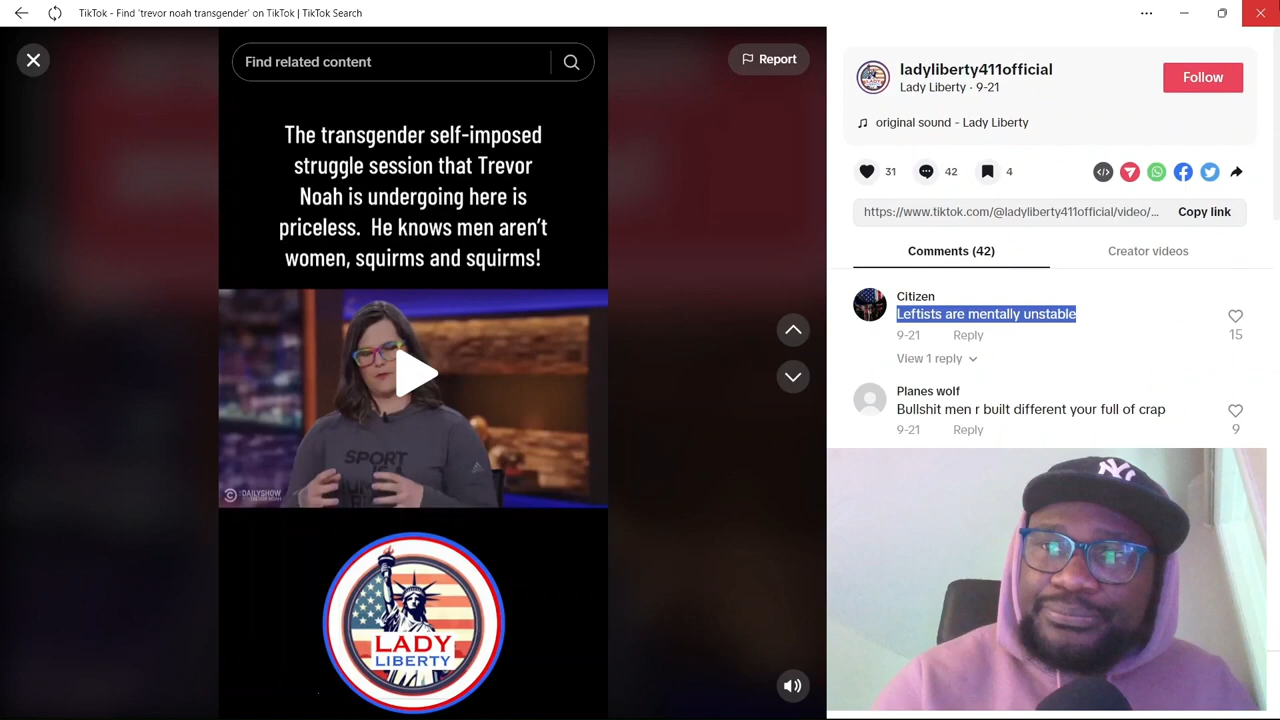 TikTok - Find 'trevor noah transgender' on TikTok | TikTok Search
Find related content
Report
The transgender self-imposed
struggle session that Trevor
Noah is undergoing here is
priceless. He knows men aren't
women, squirms and squirms!
SPORT
THE DAILYSHOW
TREVOR NOAH
LADY
LIBERTY
ladyliberty411official
Lady Liberty · 9-21
Follow
original sound - Lady Liberty
31
42
4
https://www.tiktok.com/@ladyliberty411official/video/...
Copy link
Comments (42)
Creator videos
Citizen
Leftists are mentally unstable
15
9-21
Reply
View 1 reply
Planes wolf
Bullshit men r built different your full of crap
9
9-21
Reply
NY